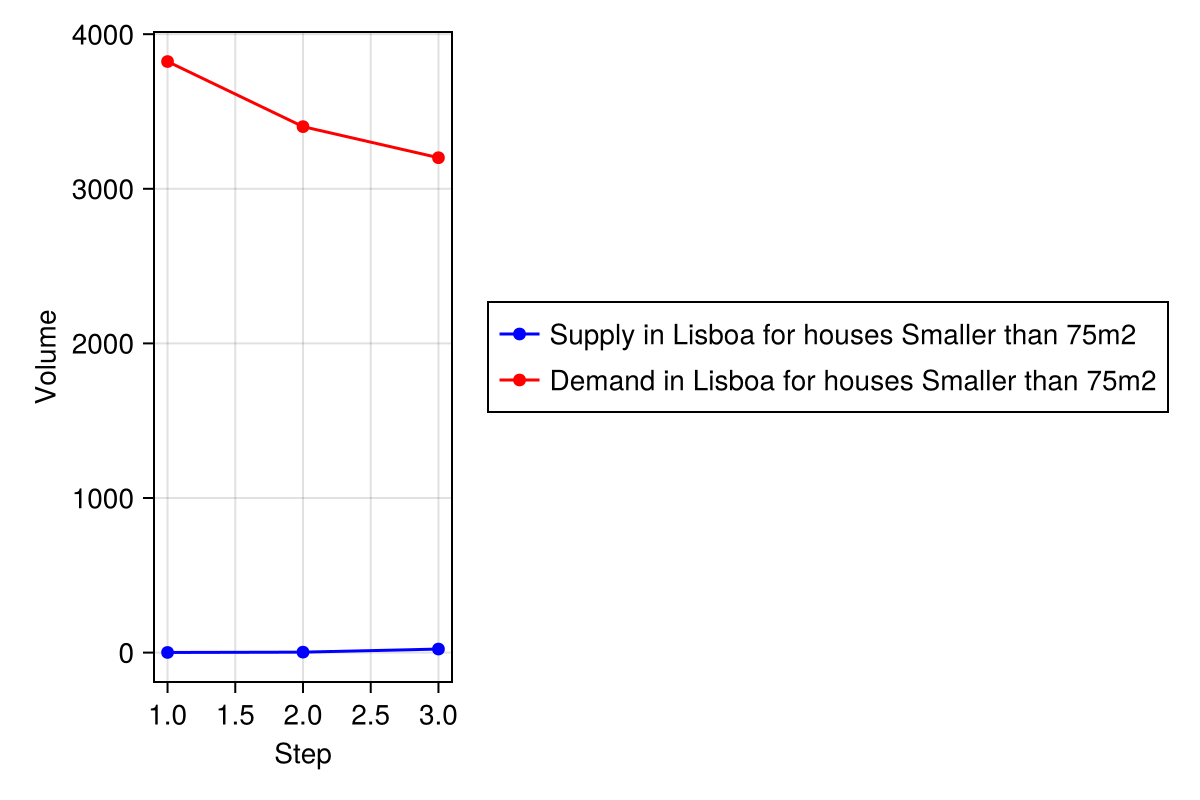 4000
3000
2000
1000
0
Volume
1.0 1.5 2.0 2.5 3.0
Step
Supply in Lisboa for houses Smaller than 75m2
Demand in Lisboa for houses Smaller than 75m2